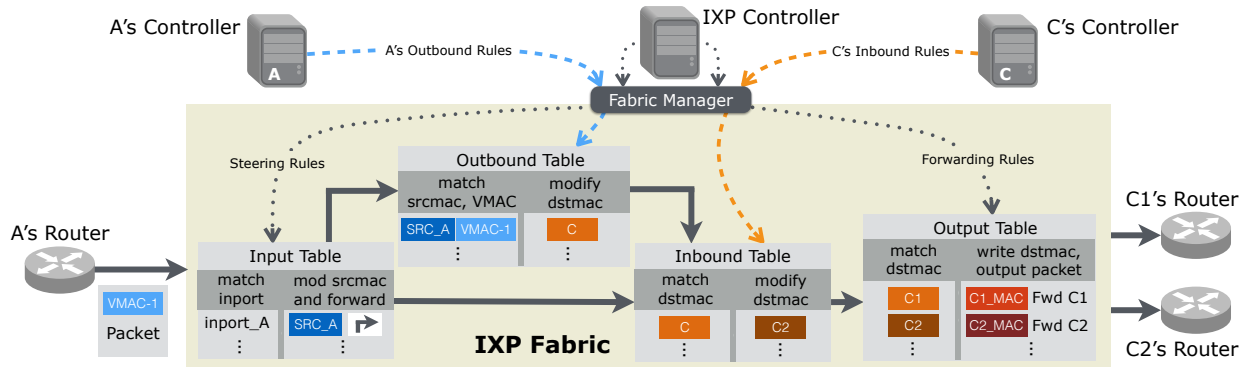 A's Controller
IXP Controller
C's Controller
A
A's Outbound Rules
C's Inbound Rules
C
Fabric Manager
Steering Rules
Forwarding Rules
Outbound Table
match
srcmac, VMAC
modify
dstmac
SRC_A VMAC-1
C
⋮ ⋮
A's Router
VMAC-1
Packet
Input Table
match
inport
mod srcmac
and forward
inport_A
SRC_A
⋮ ⋮
IXP Fabric
Inbound Table
match
dstmac
modify
dstmac
C
C2
⋮ ⋮
Output Table
match
dstmac
write dstmac,
output packet
C1
C1_MAC Fwd C1
C2
C2_MAC Fwd C2
⋮ ⋮
C1's Router
C2's Router